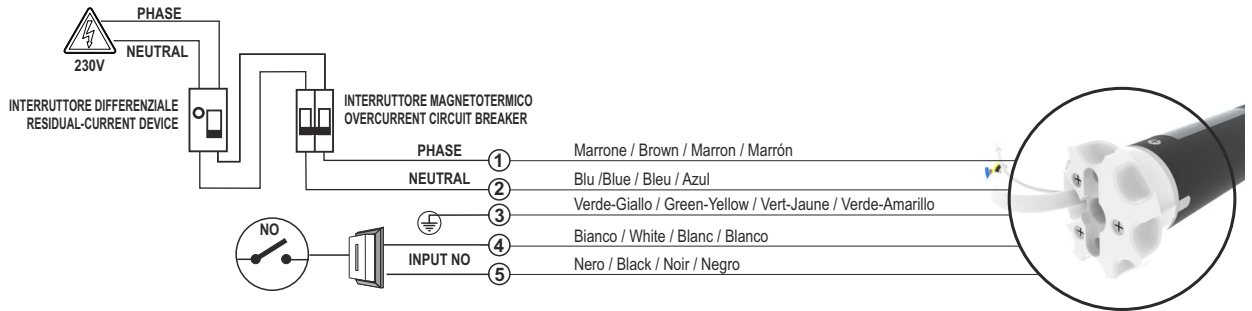 PHASE
NEUTRAL
230V
INTERRUTTORE DIFFERENZIALE
RESIDUAL-CURRENT DEVICE
INTERRUTTORE MAGNETOTERMICO
OVERCURRENT CIRCUIT BREAKER
PHASE
1
Marrone / Brown / Marron / Marrón
NEUTRAL
2
Blu /Blue / Bleu / Azul
3
Verde-Giallo / Green-Yellow / Vert-Jaune / Verde-Amarillo
NO
4
Bianco / White / Blanc / Blanco
INPUT NO
5
Nero / Black / Noir / Negro